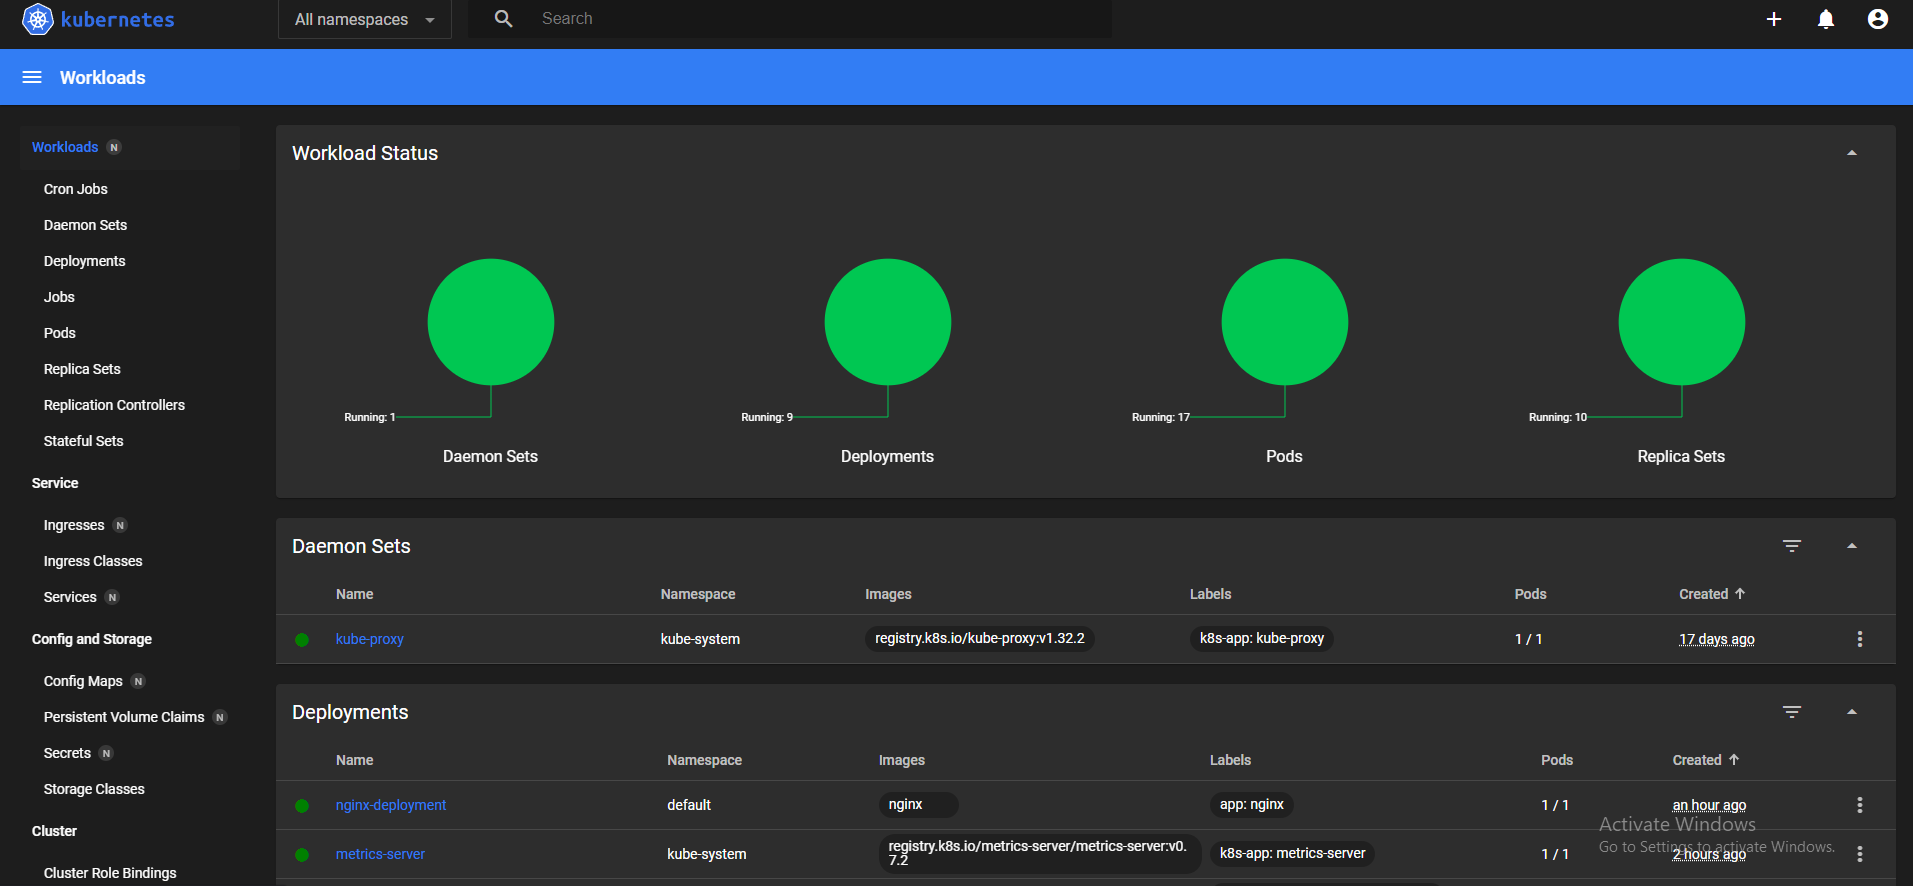 kubernetes
All namespaces
Search
Workloads
Workloads N
Cron Jobs
Daemon Sets
Deployments
Jobs
Pods
Replica Sets
Replication Controllers
Stateful Sets
Service
Ingresses N
Ingress Classes
Services N
Config and Storage
Config Maps N
Persistent Volume Claims N
Secrets N
Storage Classes
Cluster
Cluster Role Bindings
Workload Status
Running: 1
Running: 9
Running: 17
Running: 10
Daemon Sets
Deployments
Pods
Replica Sets
Daemon Sets
Name Namespace Images Labels Pods Created
kube-proxy kube-system registry.k8s.io/kube-proxy:v1.32.2 k8s-app: kube-proxy 1 / 1 17 days ago
Deployments
Name Namespace Images Labels Pods Created
nginx-deployment default nginx app: nginx 1 / 1 an hour ago
metrics-server kube-system registry.k8s.io/metrics-server/metrics-server:v0.
7.2 k8s-app: metrics-server 1 / 1 2 hours ago
Activate Windows
Go to Settings to activate Windows.